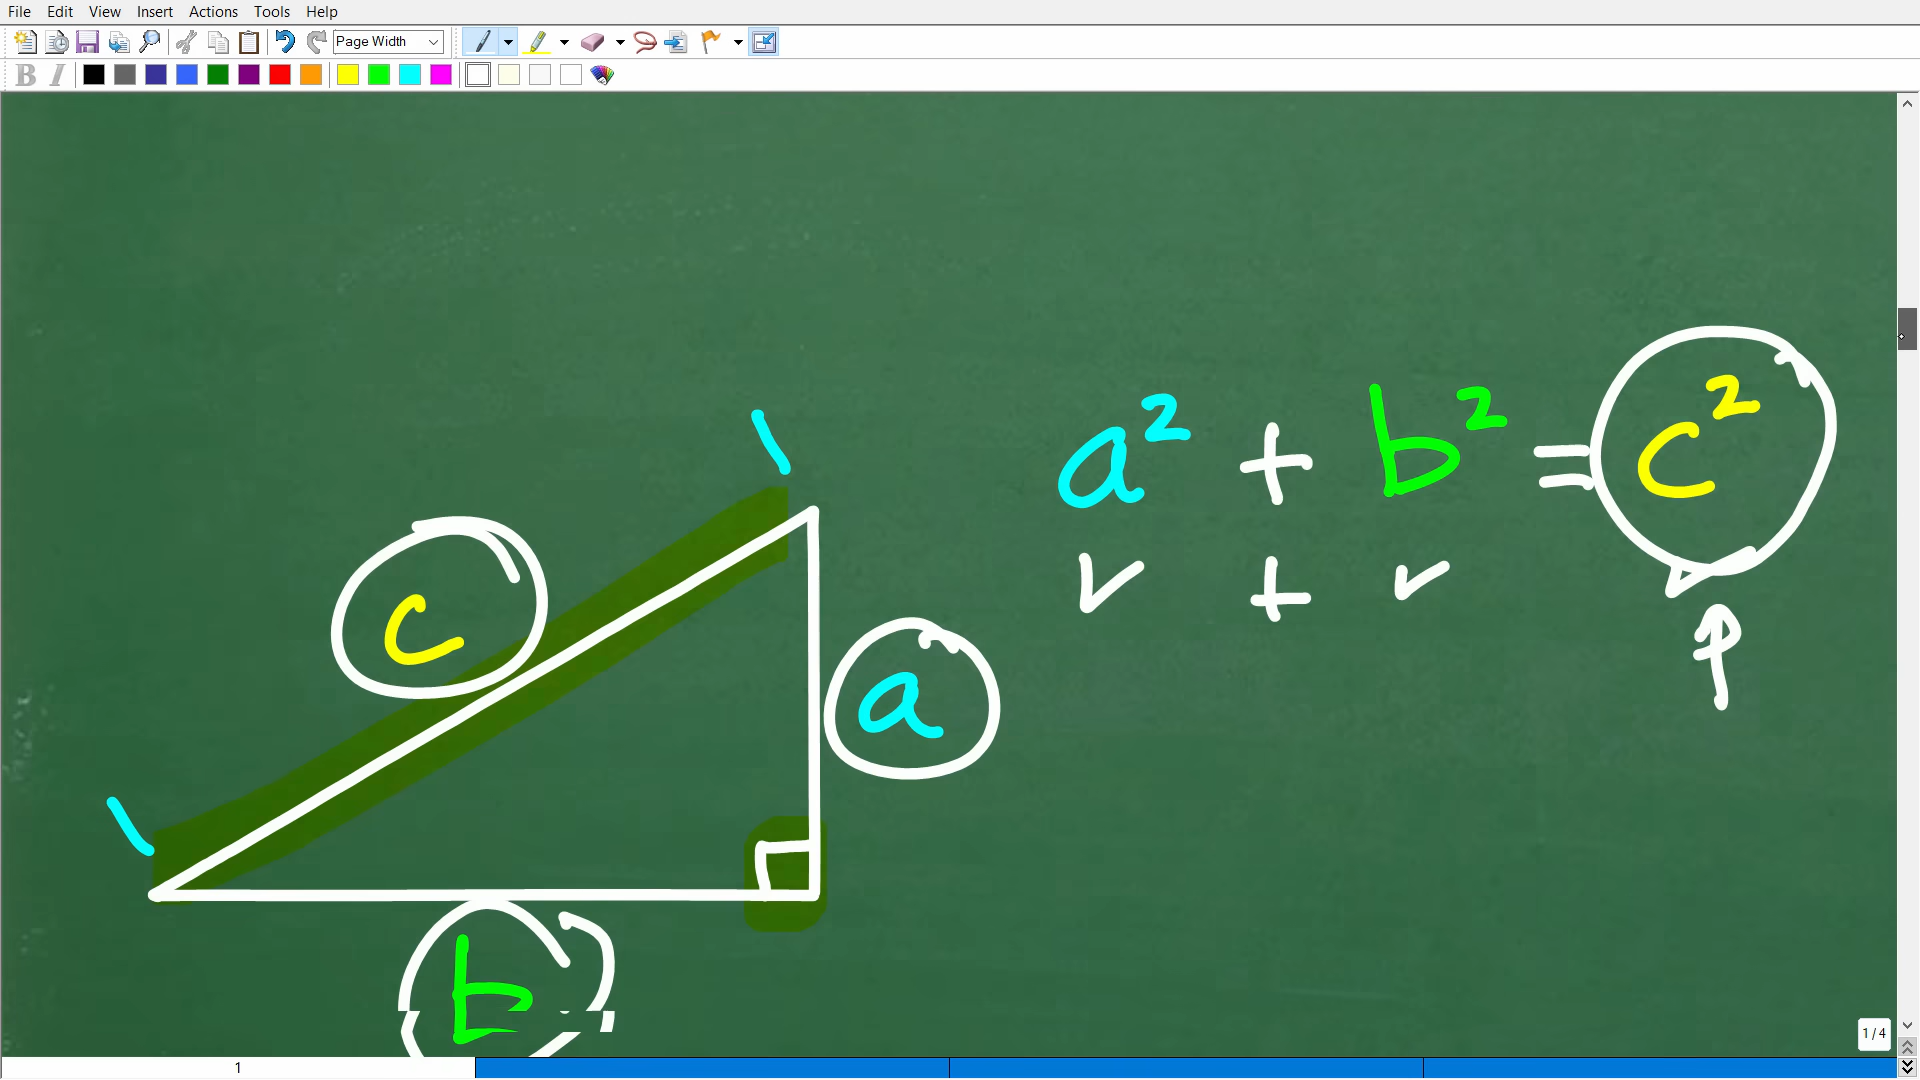 File Edit View Insert Actions Tools Help
Page Width
B I
a² + b² = c²
+
c
a
b
1 / 4
1